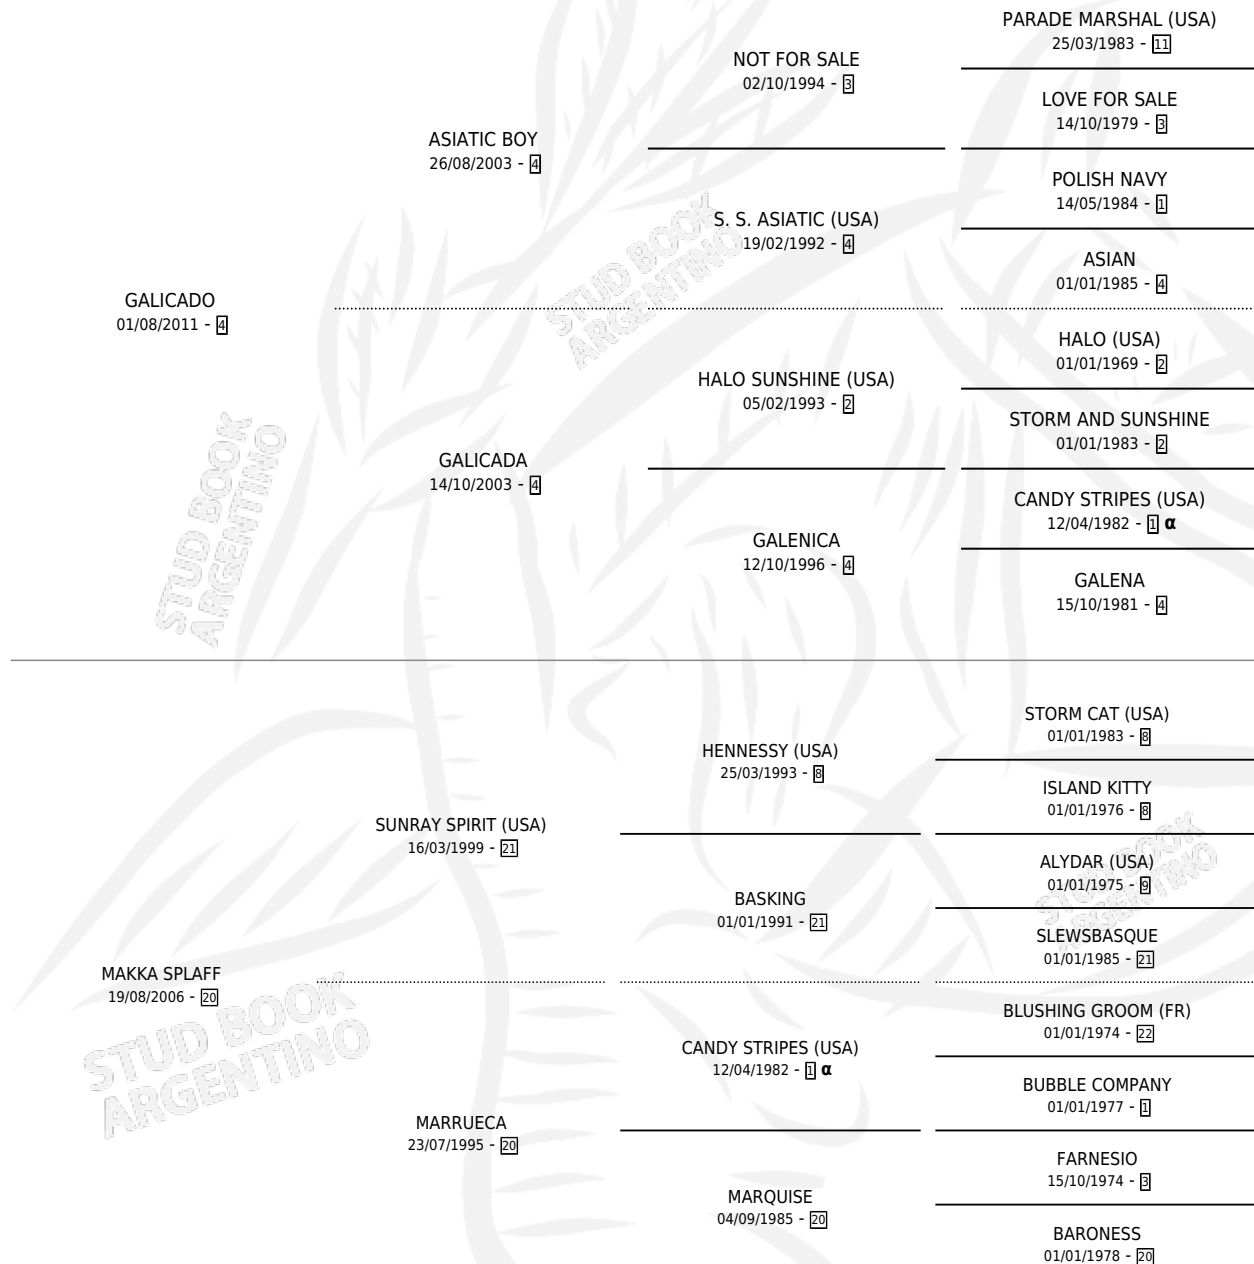 PARADE MARSHAL (USA)
25/03/1983 - 11
NOT FOR SALE
02/10/1994 - 3
LOVE FOR SALE
14/10/1979 - 3
ASIATIC BOY
26/08/2003 - 4
POLISH NAVY
14/05/1984 - 1
S. S. ASIATIC (USA)
19/02/1992 - 4
ASIAN
01/01/1985 - 4
GALICADO
01/08/2011 - 4
HALO (USA)
01/01/1969 - 2
HALO SUNSHINE (USA)
05/02/1993 - 2
STORM AND SUNSHINE
01/01/1983 - 2
GALICADA
14/10/2003 - 4
CANDY STRIPES (USA)
12/04/1982 - 1 α
GALENICA
12/10/1996 - 4
GALENA
15/10/1981 - 4
STORM CAT (USA)
01/01/1983 - 8
HENNESSY (USA)
25/03/1993 - 8
ISLAND KITTY
01/01/1976 - 8
SUNRAY SPIRIT (USA)
16/03/1999 - 21
ALYDAR (USA)
01/01/1975 - 9
BASKING
01/01/1991 - 21
SLEWSBASQUE
01/01/1985 - 21
MAKKA SPLAFF
19/08/2006 - 20
BLUSHING GROOM (FR)
01/01/1974 - 22
CANDY STRIPES (USA)
12/04/1982 - 1 α
BUBBLE COMPANY
01/01/1977 - 1
MARRUECA
23/07/1995 - 20
FARNESIO
15/10/1974 - 3
MARQUISE
04/09/1985 - 20
BARONESS
01/01/1978 - 20
STUD BOOK
ARGENTINO
STUD BOOK
ARGENTINO
STUD BOOK
ARGENTINO
STUD BOOK
ARGENTINO